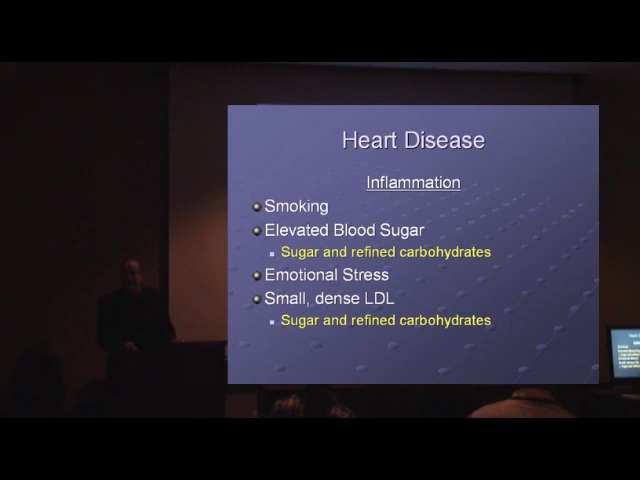 Heart Disease
Inflammation
Smoking
Elevated Blood Sugar
Sugar and refined carbohydrates
Emotional Stress
Small, dense LDL
Sugar and refined carbohydrates